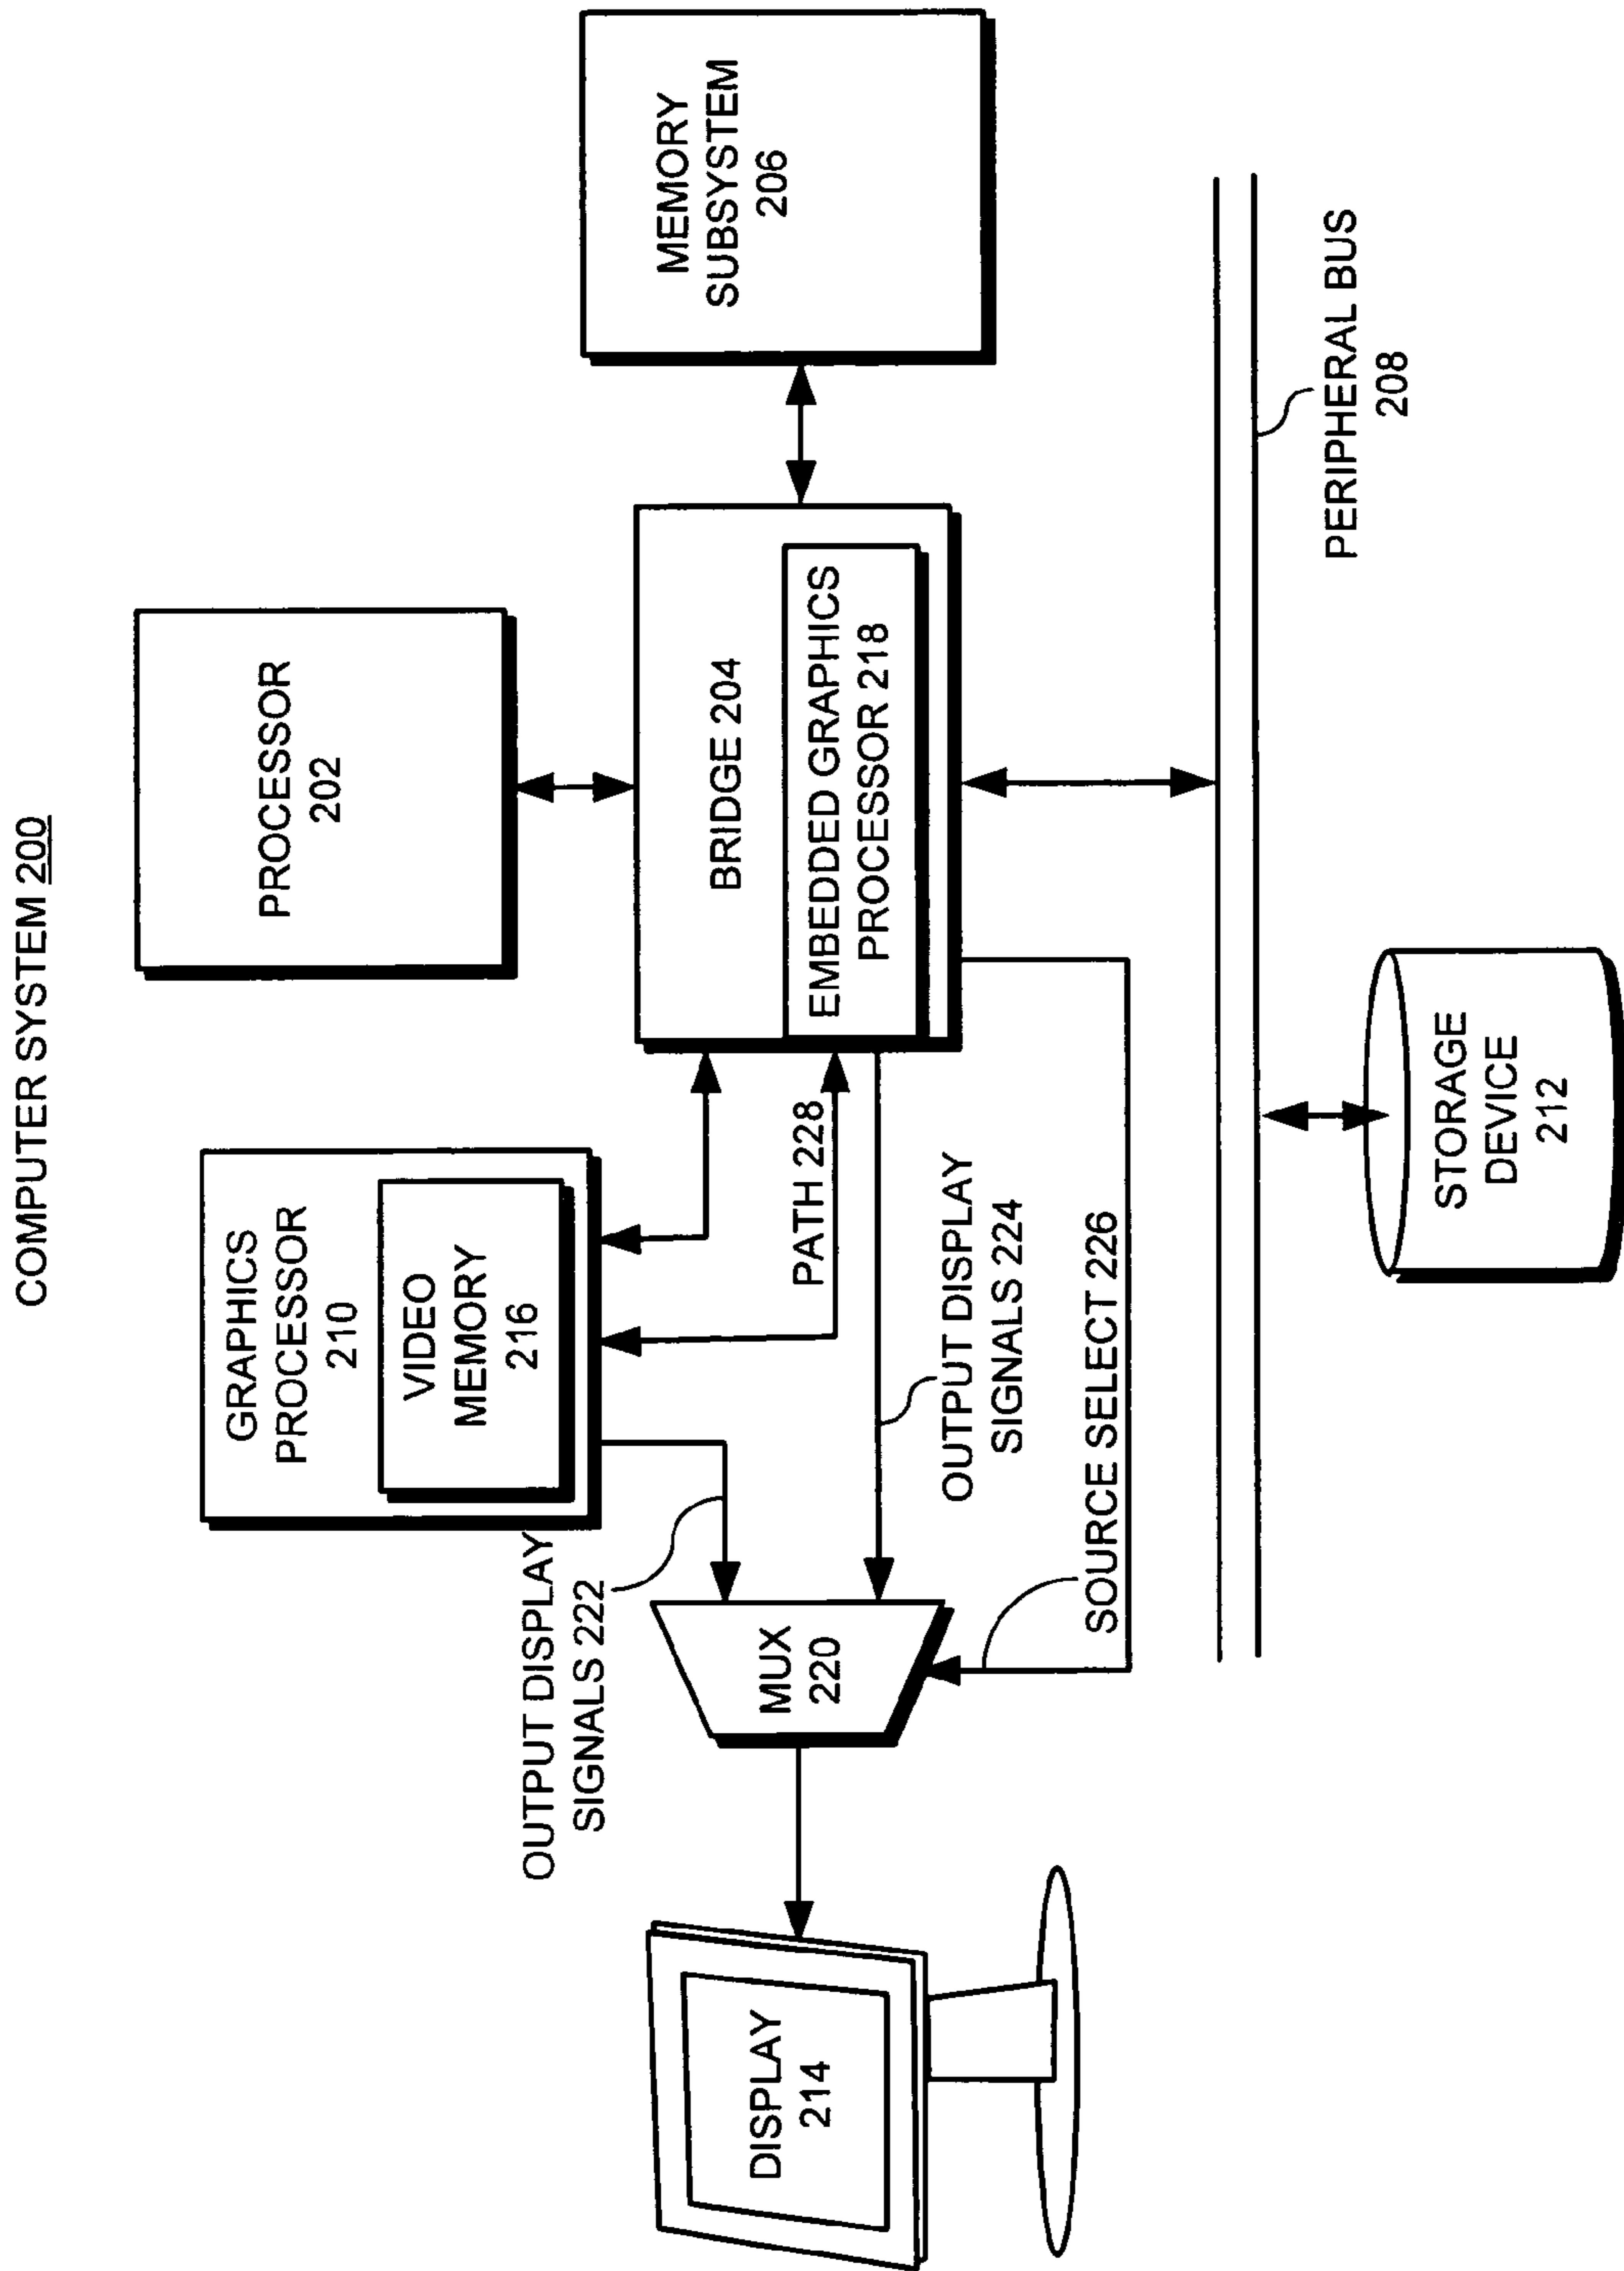 COMPUTER SYSTEM 200
PROCESSOR
202
GRAPHICS
PROCESSOR
210
VIDEO
MEMORY
216
OUTPUT DISPLAY
SIGNALS 222
BRIDGE 204
EMBEDDED GRAPHICS
PROCESSOR 218
MEMORY
SUBSYSTEM
206
PATH 228
MUX
220
DISPLAY
214
OUTPUT DISPLAY
SIGNALS 224
SOURCE SELECT 226
PERIPHERAL BUS
208
STORAGE
DEVICE
212